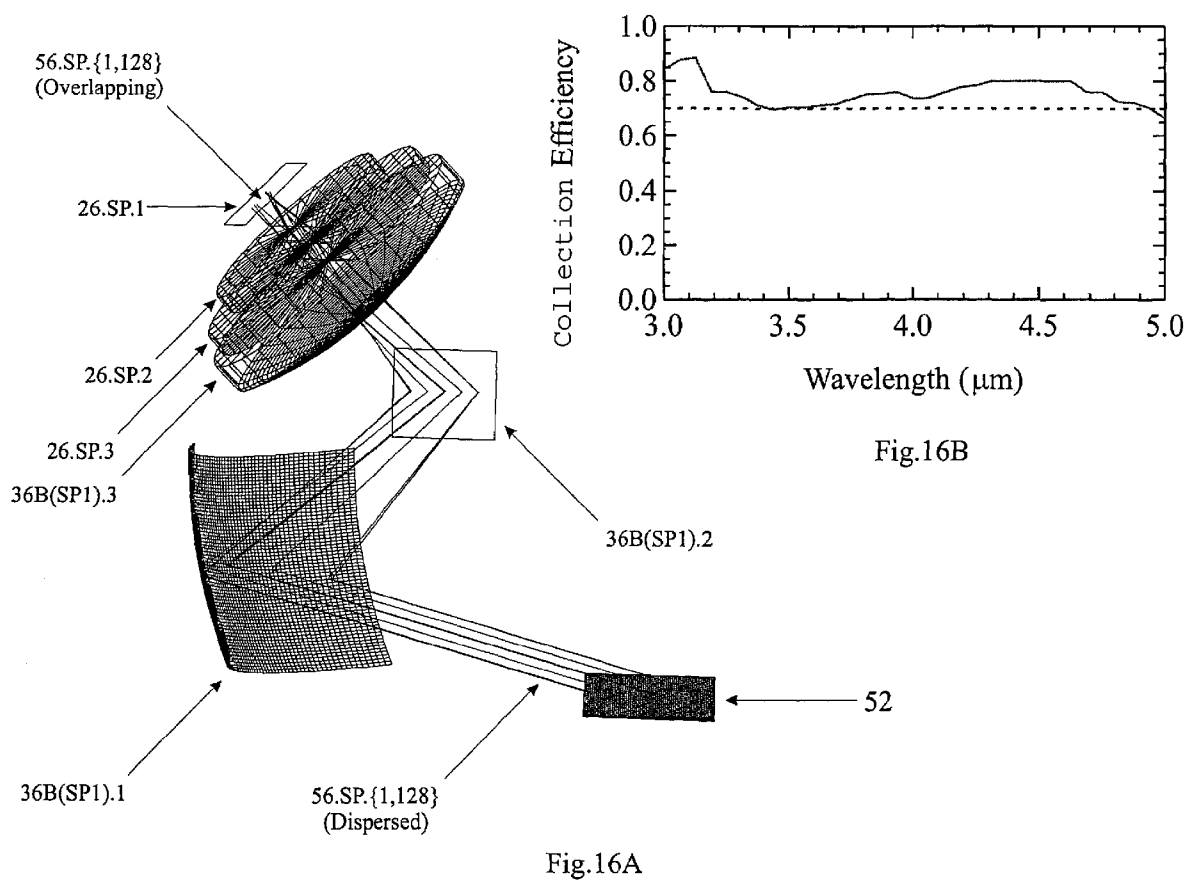 56.SP.{1,128}
(Overlapping)
26.SP.1
26.SP.2
26.SP.3
36B(SP1).3
36B(SP1).2
52
36B(SP1).1
56.SP.{1,128}
(Dispersed)
Fig.16A
Collection Efficiency
1.0
0.8
0.6
0.4
0.2
0.0
3.0 3.5 4.0 4.5 5.0
Wavelength (μm)
Fig.16B